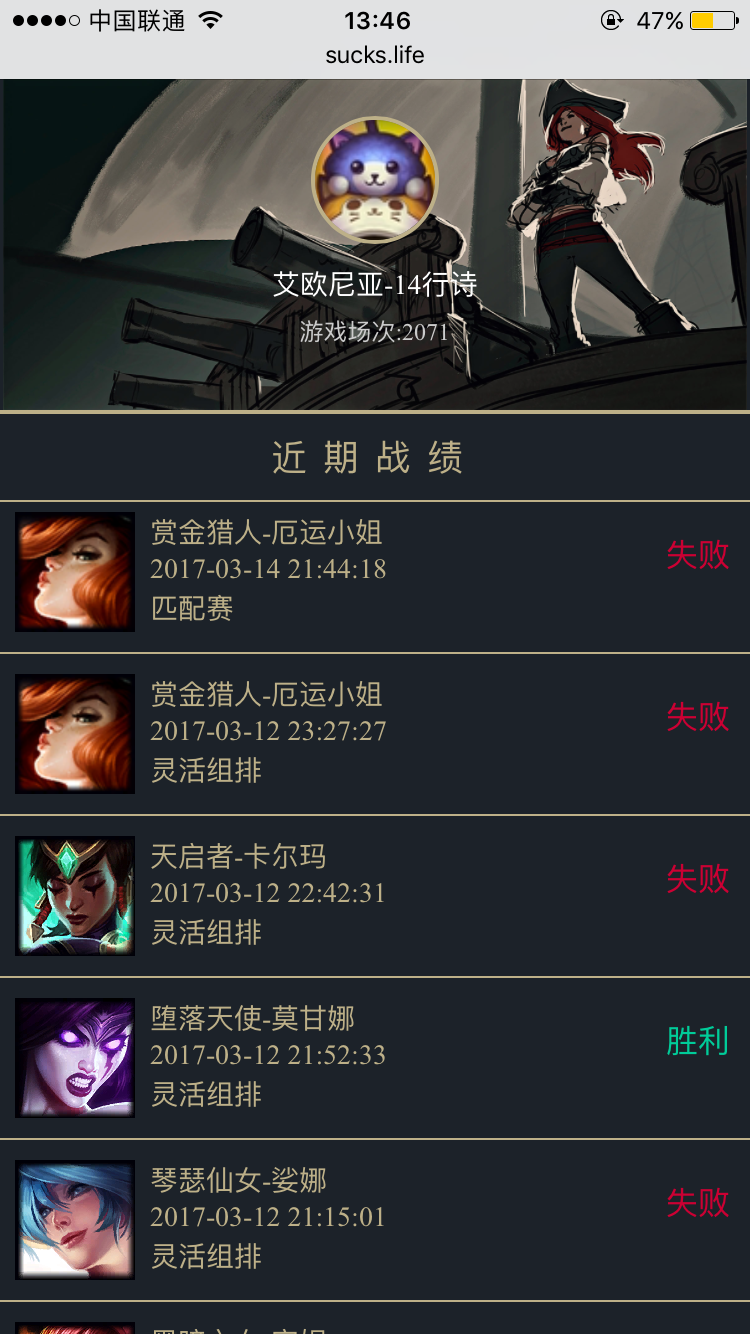 中国联通 13:46 47%
sucks.life
艾欧尼亚-14行诗
游戏场次:2071
近期战绩
赏金猎人-厄运小姐
2017-03-14 21:44:18
匹配赛
失败
赏金猎人-厄运小姐
2017-03-12 23:27:27
灵活组排
失败
天启者-卡尔玛
2017-03-12 22:42:31
灵活组排
失败
堕落天使-莫甘娜
2017-03-12 21:52:33
灵活组排
胜利
琴瑟仙女-娑娜
2017-03-12 21:15:01
灵活组排
失败